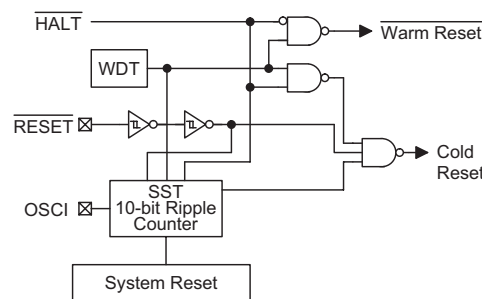 HALT
Warm Reset
WDT
RESET
Cold
Reset
SST
10-bit Ripple
Counter
OSCI
System Reset